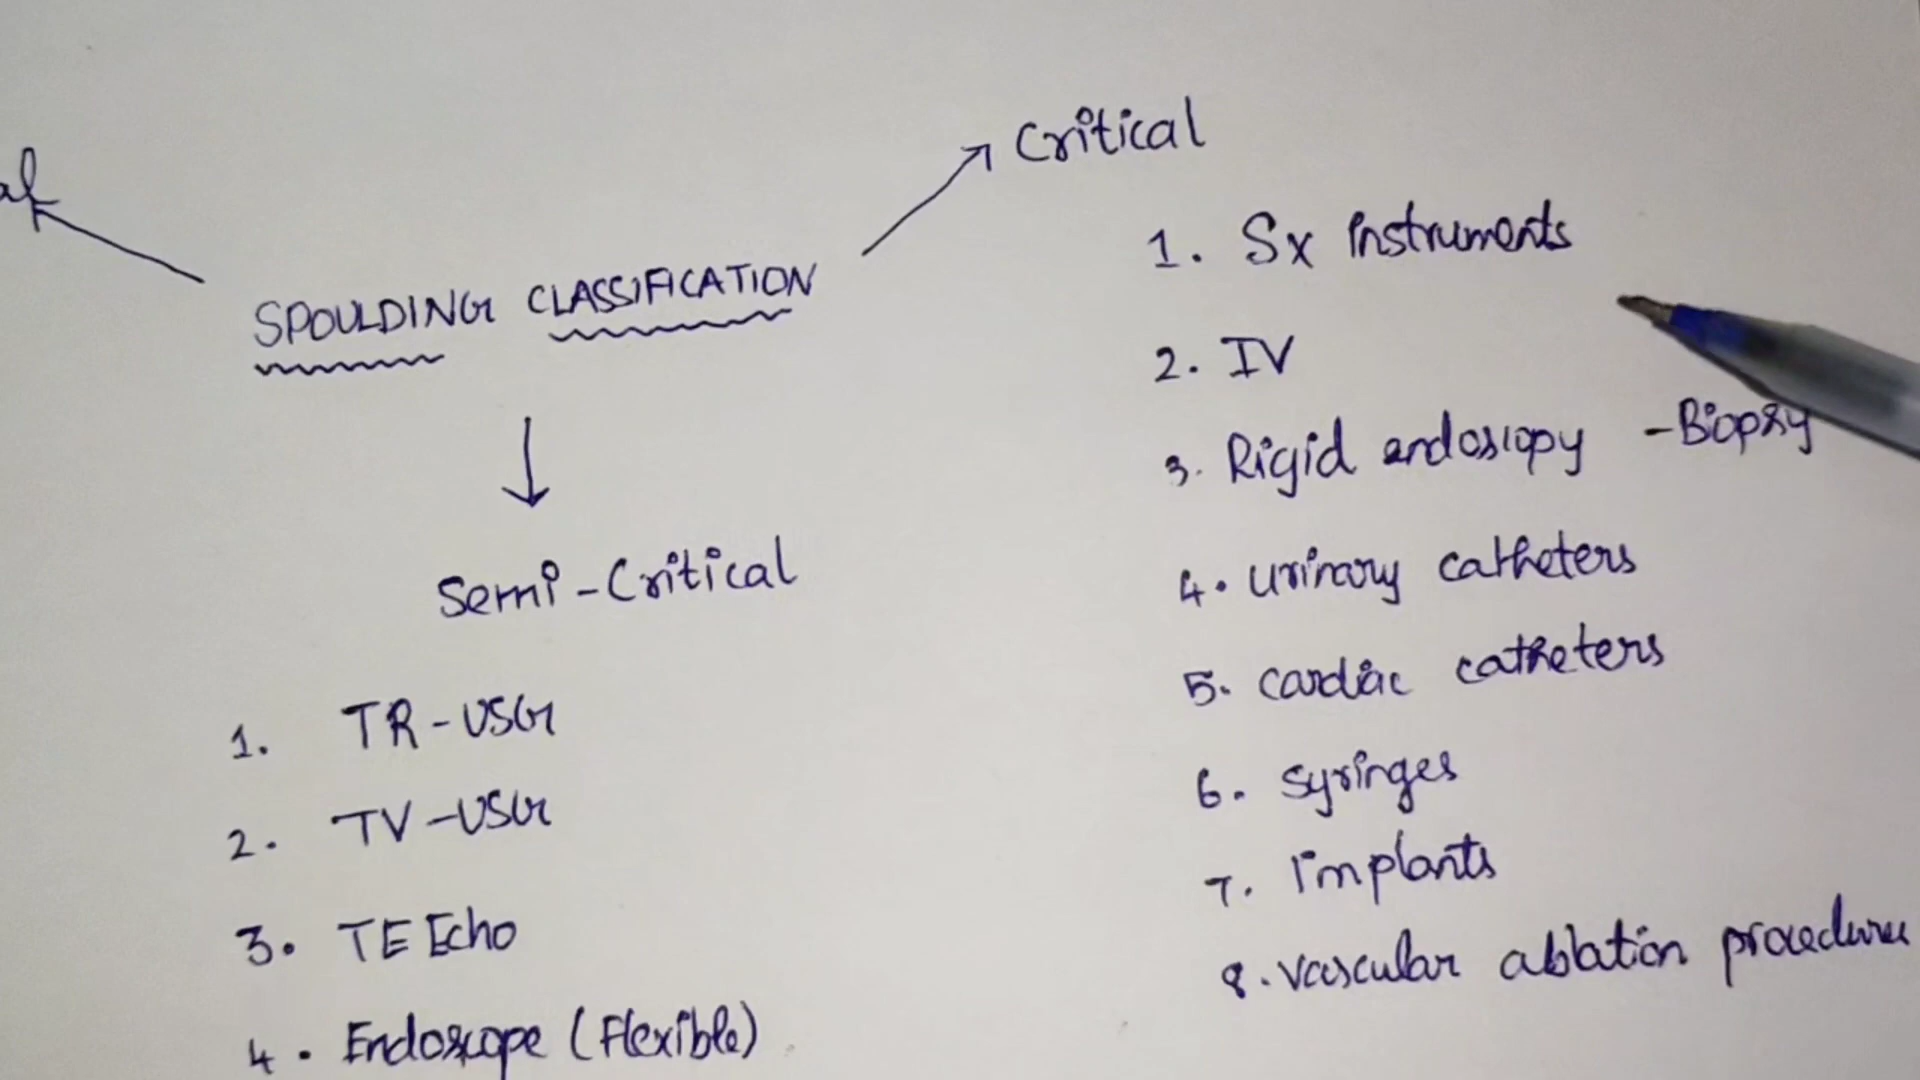 SPOULDING CLASSIFICATION
Semi-Critical
1. TR-USG
2. TV-USG
3. TE Echo
4. Endoscope (Flexible)
Critical
1. Sx instruments
2. IV
3. Rigid endoscopy - Biopsy
4. Urinary catheters
5. Cardiac catheters
6. Syringes
7. Implants
8. Vascular ablation procedures